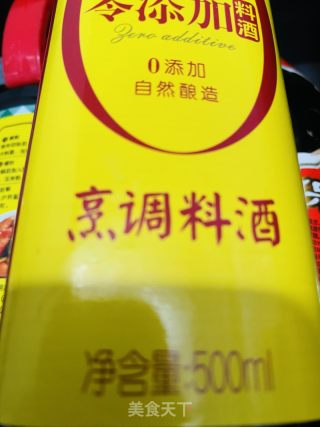 零添加料酒
Zero additive
0添加
自然酿造
烹调料酒
净含量:500ml
美食天下